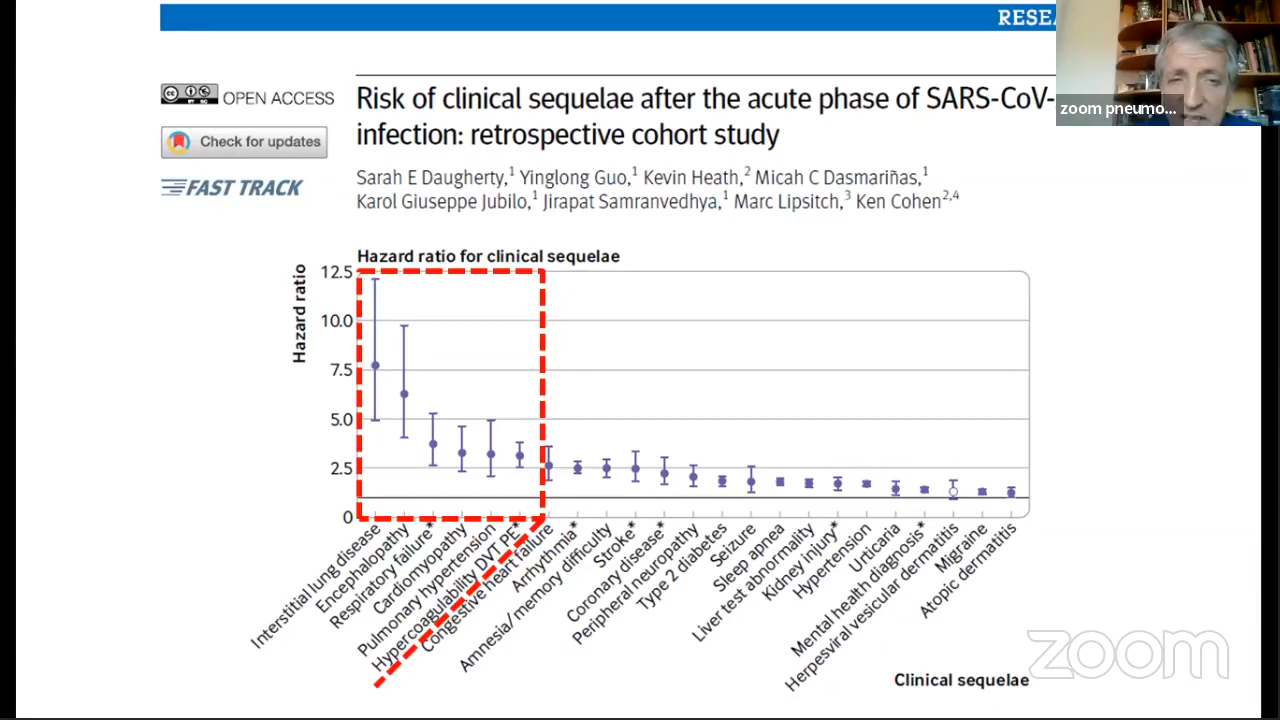 RESEA
zoom pneumo...
OPEN ACCESS
Check for updates
FAST TRACK
Risk of clinical sequelae after the acute phase of SARS-CoV-
infection: retrospective cohort study
Sarah E Daugherty,1 Yinglong Guo,1 Kevin Heath,2 Micah C Dasmariñas,1
Karol Giuseppe Jubilo,1 Jirapat Samranvedhya,1 Marc Lipsitch,3 Ken Cohen2,4
Hazard ratio for clinical sequelae
Hazard ratio
12.5
10.0
7.5
5.0
2.5
0
Interstitial lung disease
Encephalopathy
Respiratory failure*
Cardiomyopathy
Pulmonary hypertension
Hypercoagulability DVT PE*
Congestive heart failure
Arrhythmia*
Amnesia/memory difficulty
Stroke*
Coronary disease*
Peripheral neuropathy
Type 2 diabetes
Seizure
Sleep apnea
Liver test abnormality
Kidney injury*
Hypertension
Urticaria
Mental health diagnosis*
Herpesviral vesicular dermatitis
Migraine
Atopic dermatitis
Clinical sequelae
zoom